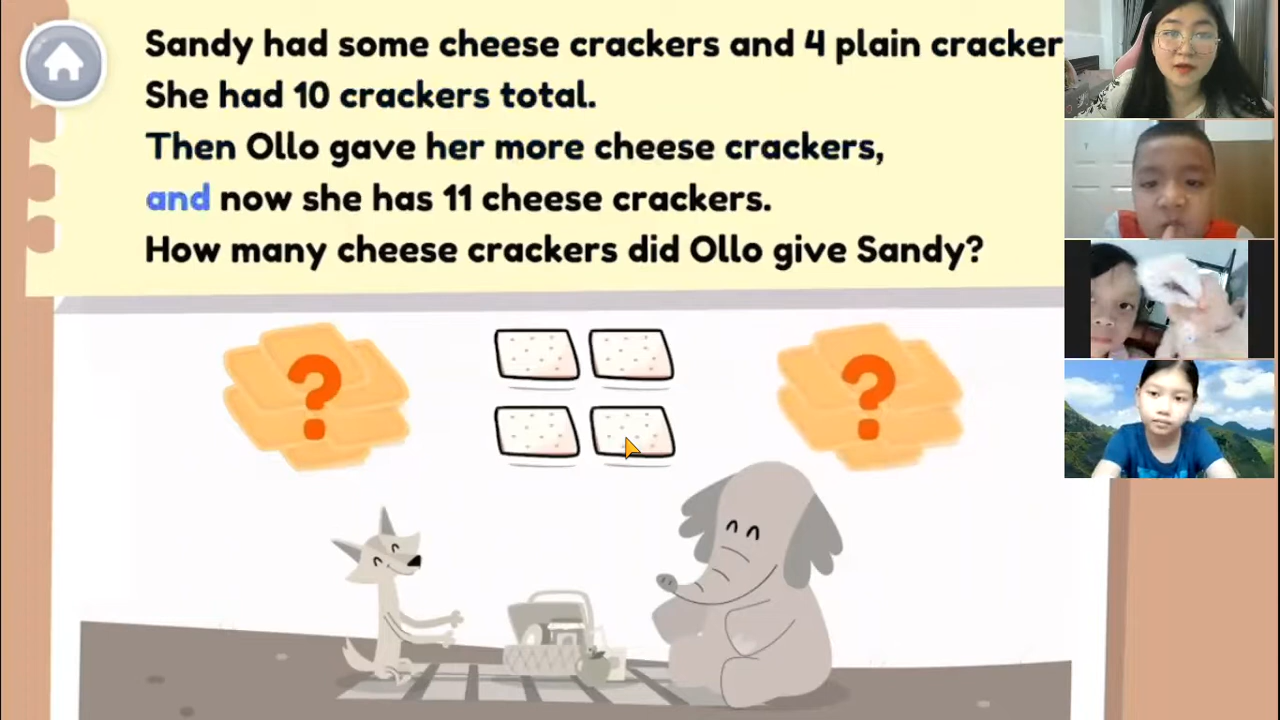 Sandy had some cheese crackers and 4 plain cracker
She had 10 crackers total.
Then Ollo gave her more cheese crackers,
and now she has 11 cheese crackers.
How many cheese crackers did Ollo give Sandy?
? ?